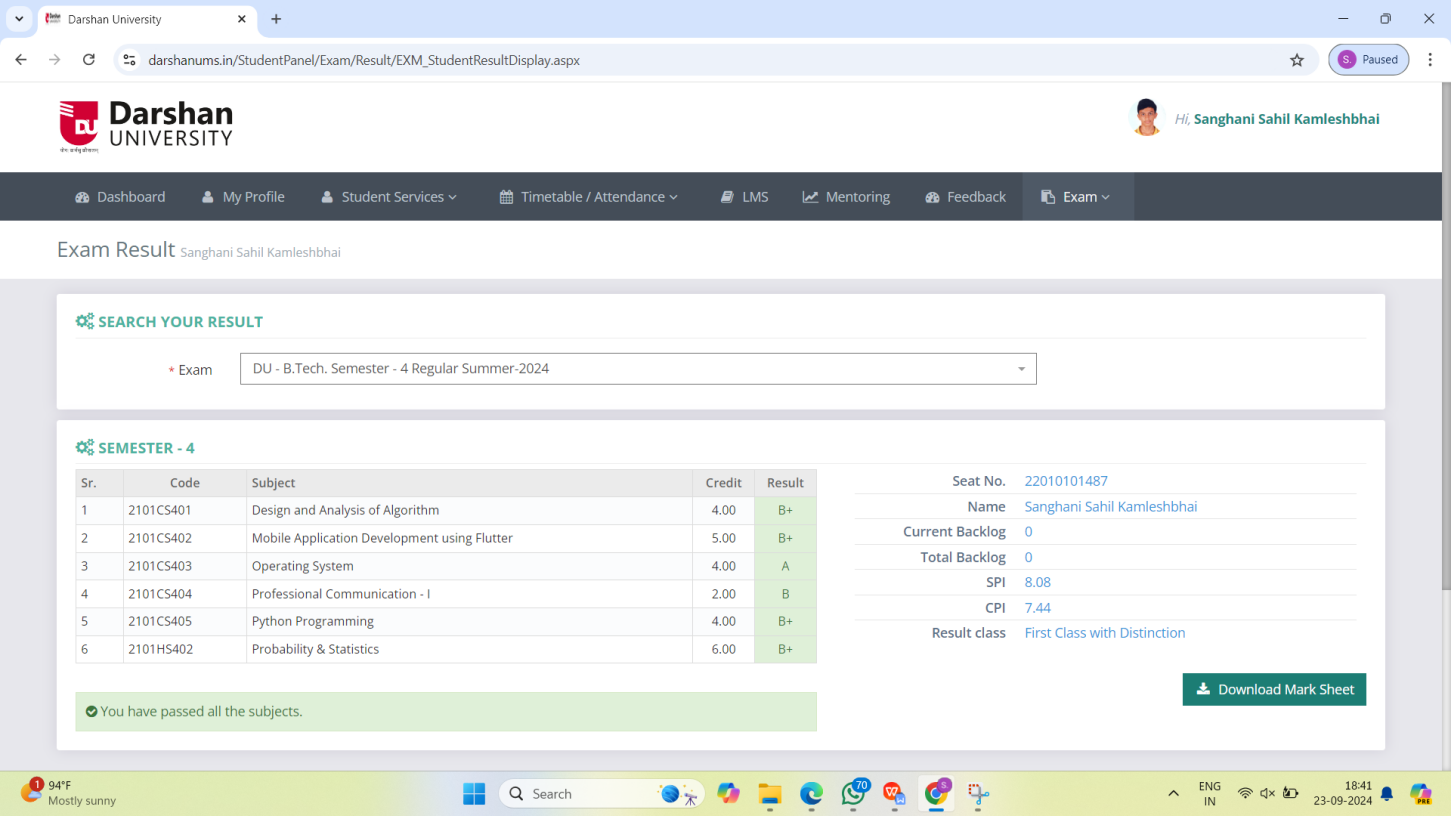 Darshan University
darshanums.in/StudentPanel/Exam/Result/EXM_StudentResultDisplay.aspx
S. Paused
DU
Darshan
UNIVERSITY
Hi, Sanghani Sahil Kamleshbhai
Dashboard My Profile Student Services Timetable / Attendance LMS Mentoring Feedback Exam
Exam Result Sanghani Sahil Kamleshbhai
SEARCH YOUR RESULT
* Exam DU - B.Tech. Semester - 4 Regular Summer-2024
SEMESTER - 4
Sr. Code Subject Credit Result
1 2101CS401 Design and Analysis of Algorithm 4.00 B+
2 2101CS402 Mobile Application Development using Flutter 5.00 B+
3 2101CS403 Operating System 4.00 A
4 2101CS404 Professional Communication - I 2.00 B
5 2101CS405 Python Programming 4.00 B+
6 2101HS402 Probability & Statistics 6.00 B+
You have passed all the subjects.
Seat No. 22010101487
Name Sanghani Sahil Kamleshbhai
Current Backlog 0
Total Backlog 0
SPI 8.08
CPI 7.44
Result class First Class with Distinction
Download Mark Sheet
1 94°F
Mostly sunny
Search
70
S
ENG
IN
18:41
23-09-2024
PRE